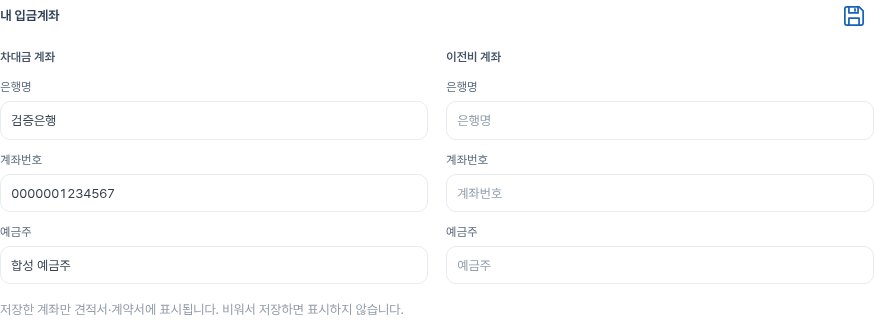 내 입금계좌
차대금 계좌
은행명
검증은행
계좌번호
0000001234567
예금주
합성 예금주
이전비 계좌
은행명
은행명
계좌번호
계좌번호
예금주
예금주
저장한 계좌만 견적서·계약서에 표시됩니다. 비워서 저장하면 표시하지 않습니다.